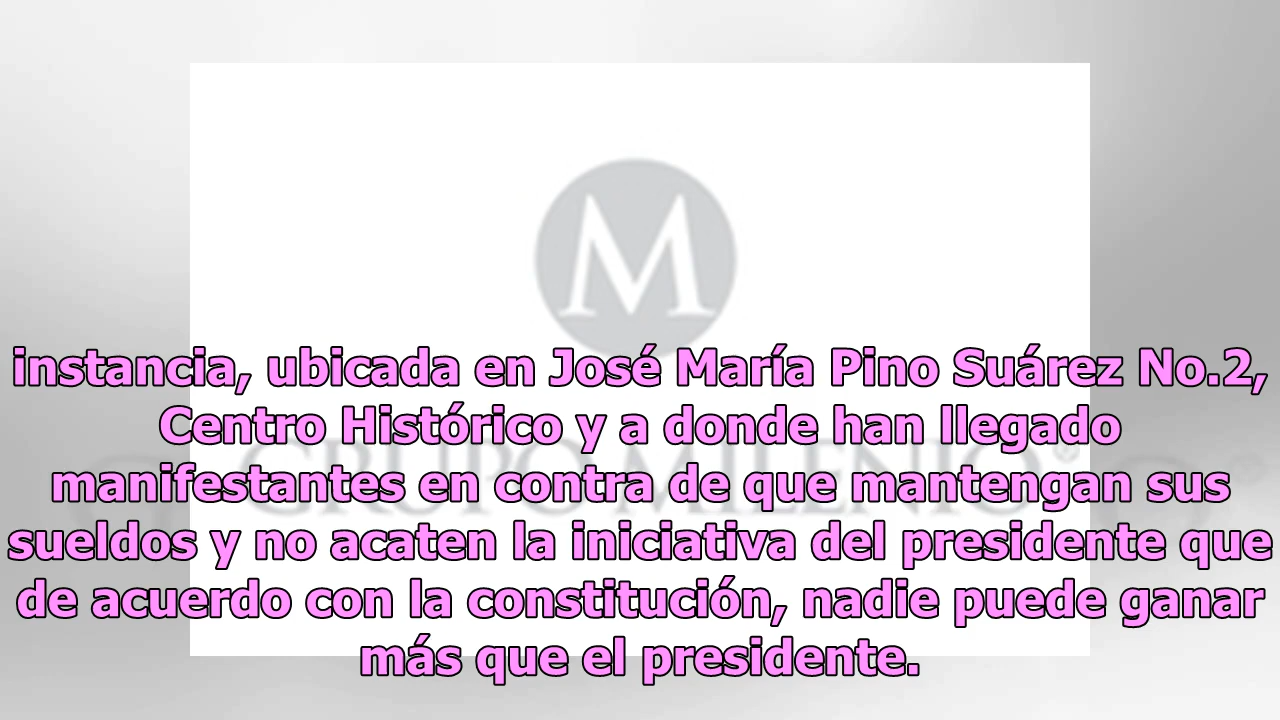 M
instancia, ubicada en José María Pino Suárez No.2,
Centro Histórico y a donde han llegado
GRUPO MILENIO®
manifestantes en contra de que mantengan sus
sueldos y no acaten la iniciativa del presidente que
de acuerdo con la constitución, nadie puede ganar
más que el presidente.